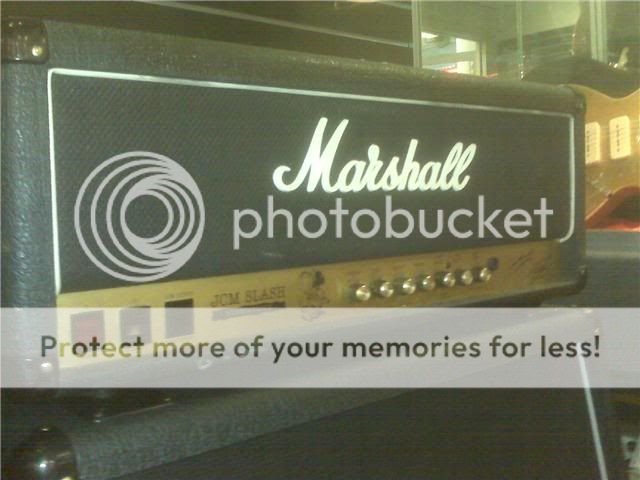 Marshall
photobucket
JCM SLASH
Protect more of your memories for less!